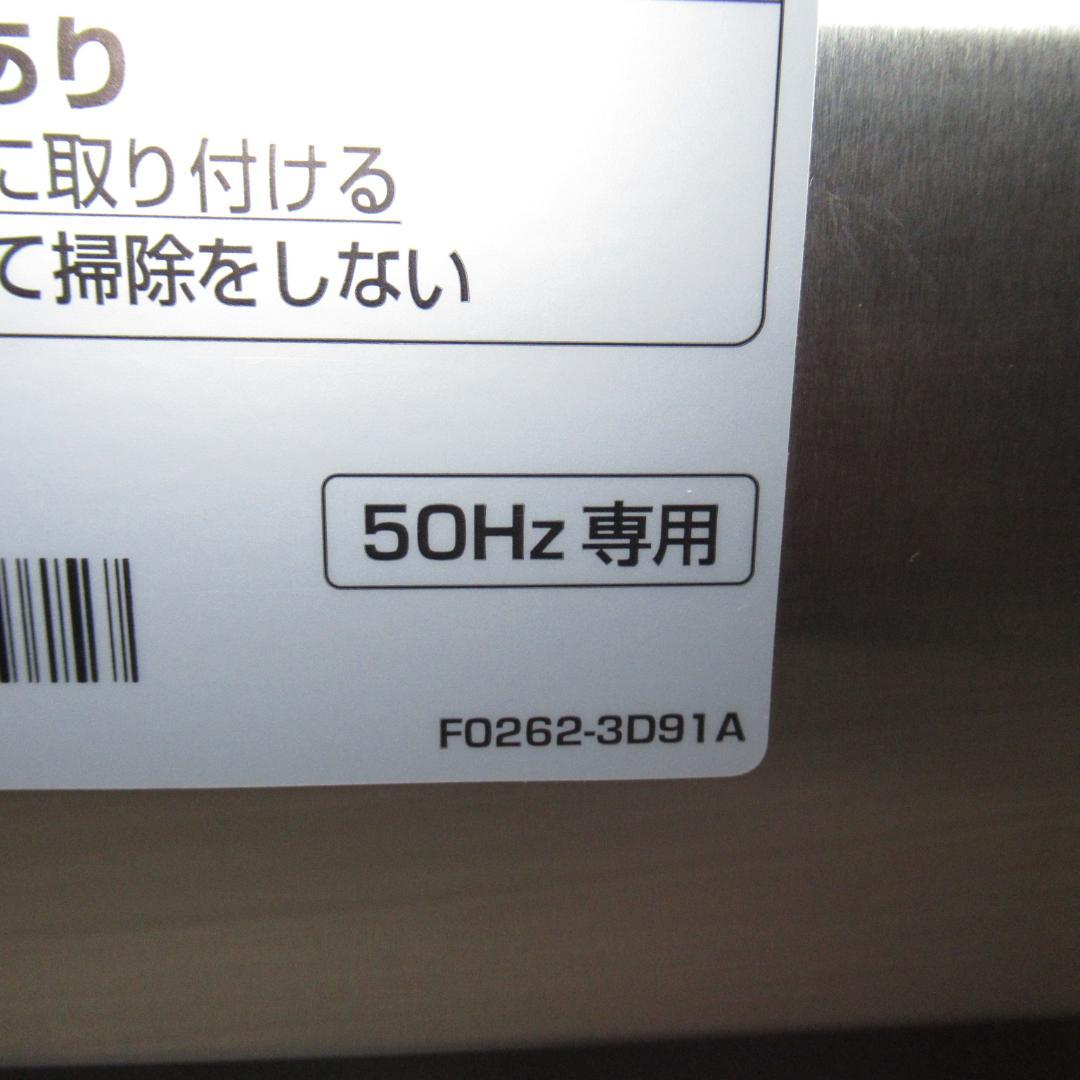 あり
に取り付ける
て掃除をしない
50Hz 専用
F0262-3D91A